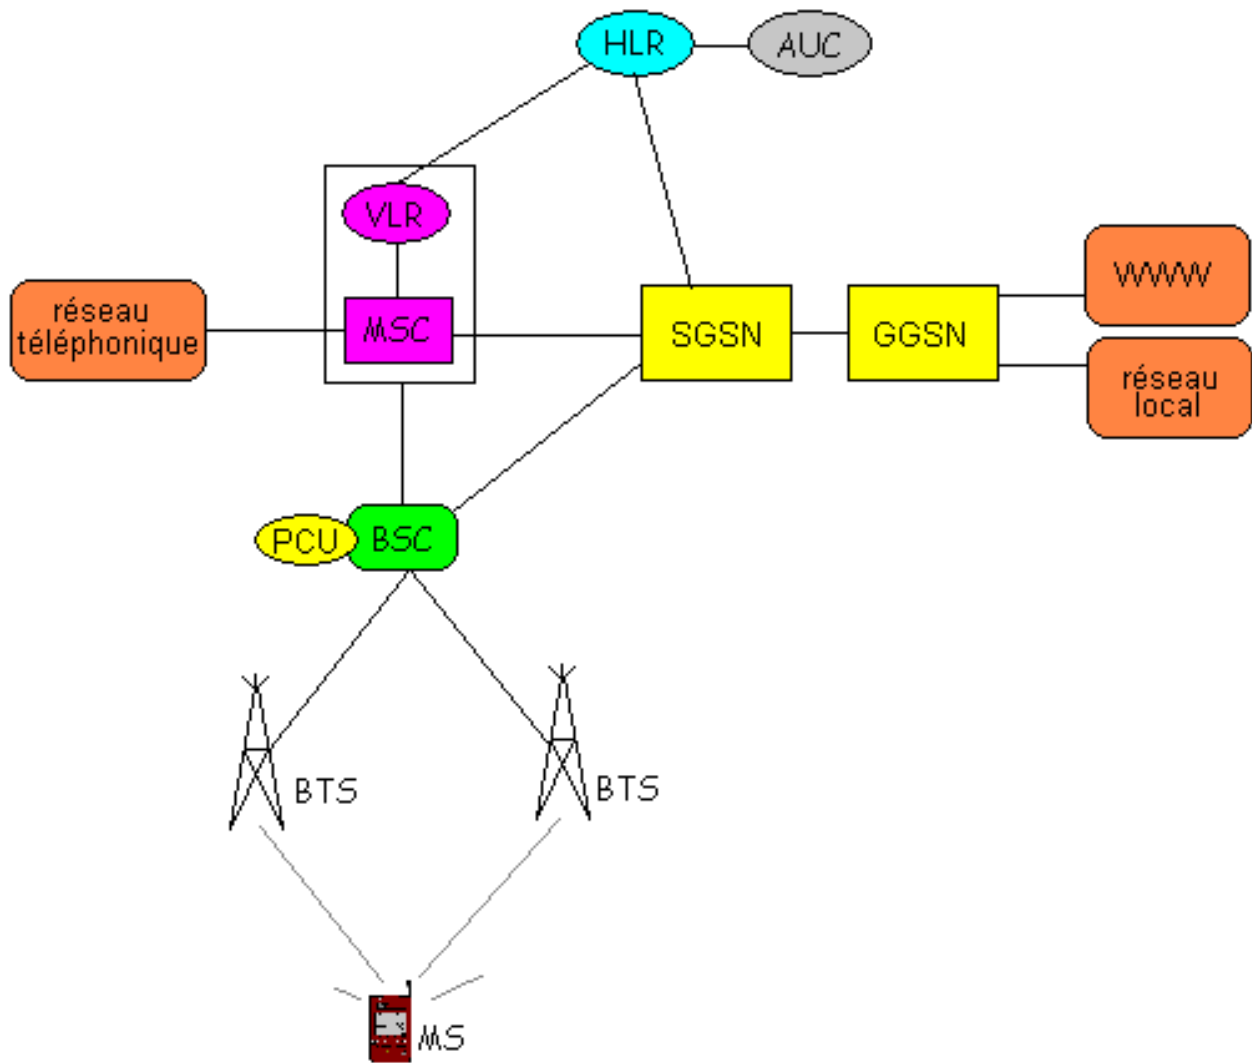 HLR
AUC
VLR
réseau
téléphonique
MSC
SGSN
GGSN
WWW
réseau
local
PCU
BSC
BTS
BTS
MS